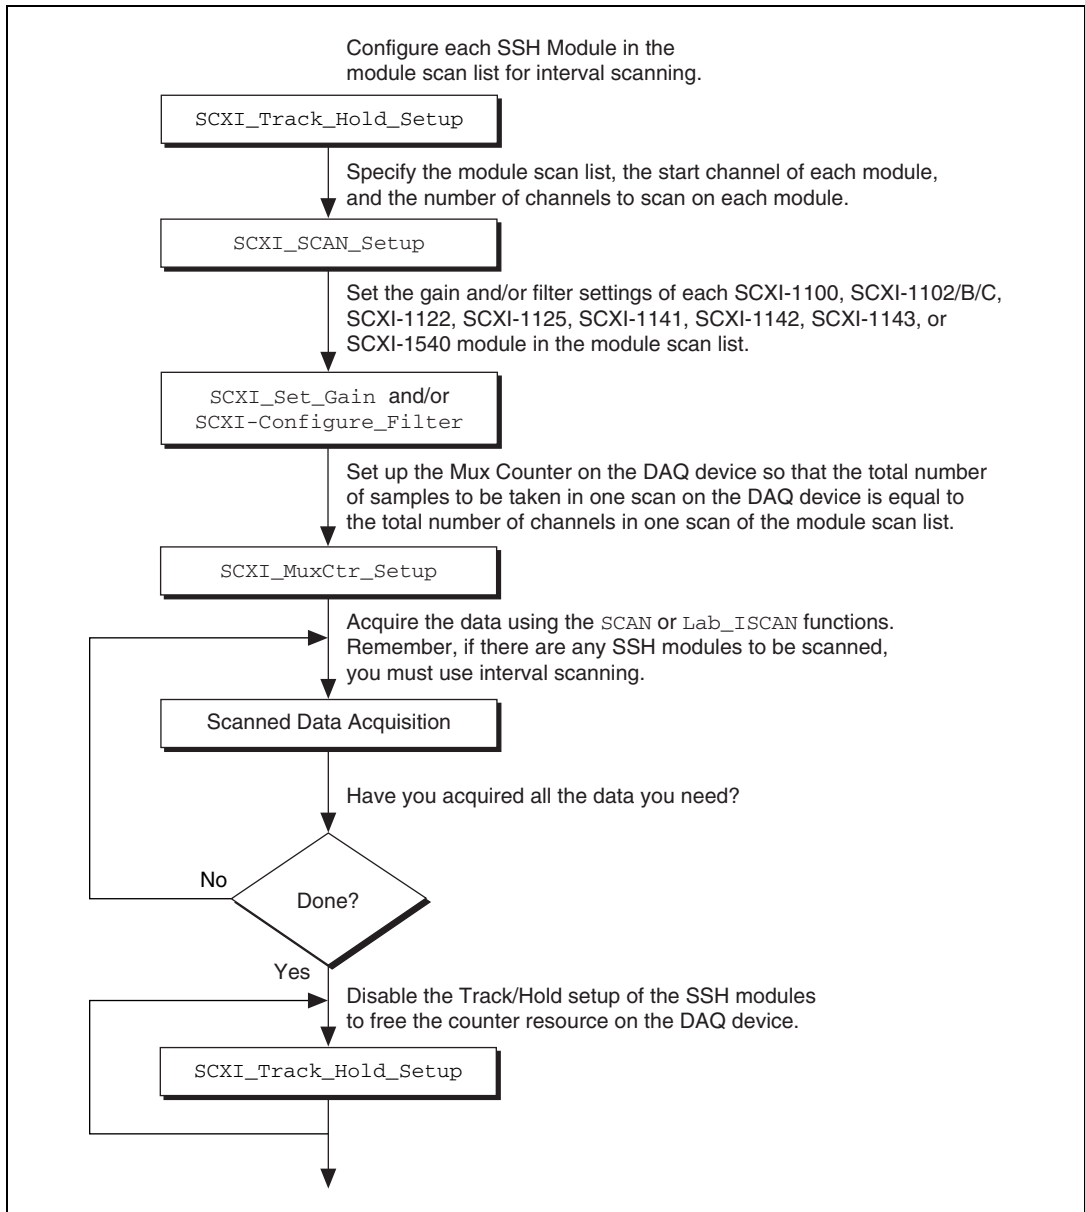 Configure each SSH Module in the
module scan list for interval scanning.
SCXI_Track_Hold_Setup
Specify the module scan list, the start channel of each module,
and the number of channels to scan on each module.
SCXI_SCAN_Setup
Set the gain and/or filter settings of each SCXI-1100, SCXI-1102/B/C,
SCXI-1122, SCXI-1125, SCXI-1141, SCXI-1142, SCXI-1143, or
SCXI-1540 module in the module scan list.
SCXI_Set_Gain and/or
SCXI-Configure_Filter
Set up the Mux Counter on the DAQ device so that the total number
of samples to be taken in one scan on the DAQ device is equal to
the total number of channels in one scan of the module scan list.
SCXI_MuxCtr_Setup
Acquire the data using the SCAN or Lab_ISCAN functions.
Remember, if there are any SSH modules to be scanned,
you must use interval scanning.
Scanned Data Acquisition
Have you acquired all the data you need?
No
Done?
Yes
Disable the Track/Hold setup of the SSH modules
to free the counter resource on the DAQ device.
SCXI_Track_Hold_Setup